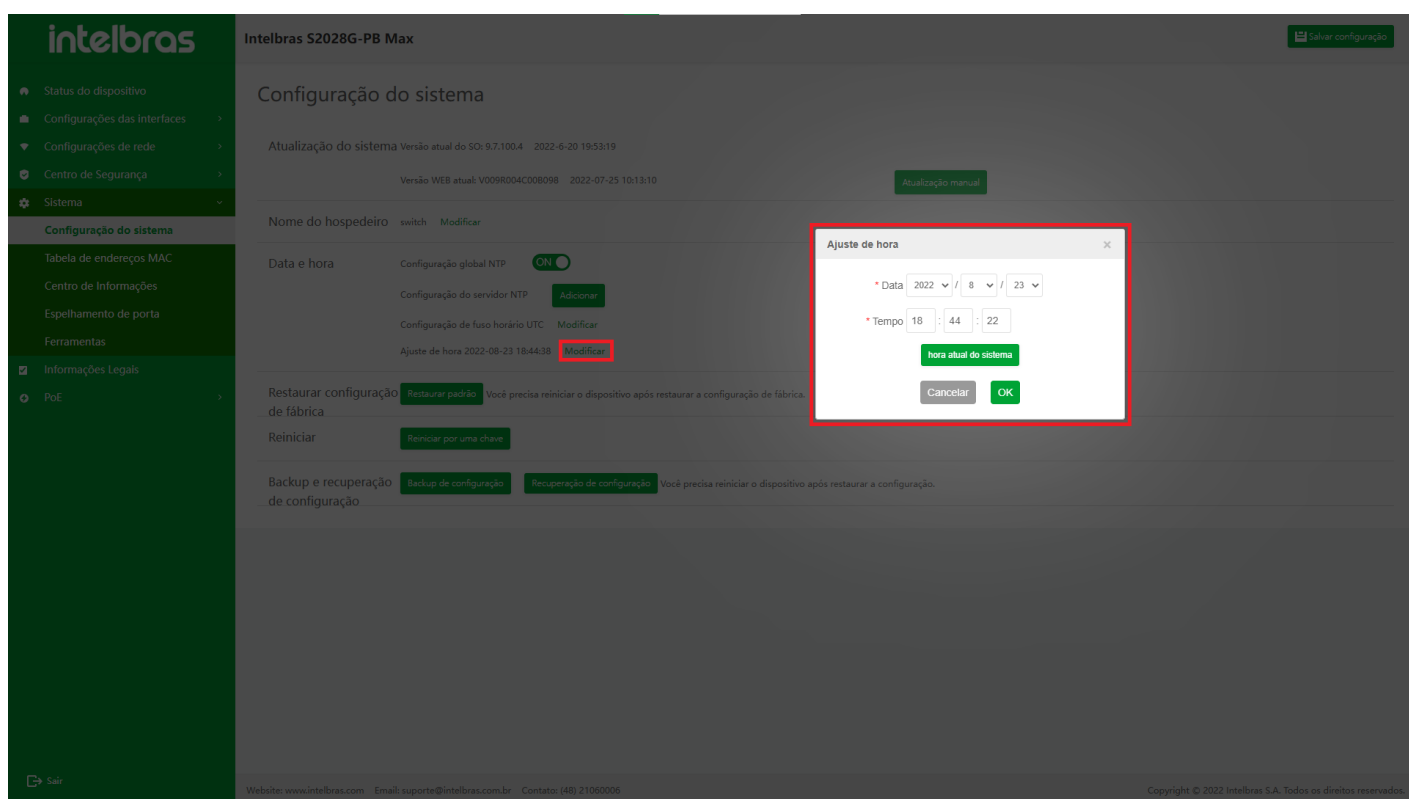 intelbras
Intelbras S2028G-PB Max
Salvar configuração
Status do dispositivo
Configurações das interfaces
Configurações de rede
Centro de Segurança
Sistema
Configuração do sistema
Tabela de endereços MAC
Centro de Informações
Espelhamento de porta
Ferramentas
Informações Legais
PoE
Sair
Configuração do sistema
Atualização do sistema Versão atual do SO: 9.7.100.4 2022-6-20 19:53:19
Versão WEB atual: V009R004C00B098 2022-07-25 10:13:10 Atualização manual
Nome do hospedeiro switch Modificar
Data e hora Configuração global NTP ON
Configuração do servidor NTP Adicionar
Configuração de fuso horário UTC Modificar
Ajuste de hora 2022-08-23 18:44:38 Modificar
Restaurar configuração de fábrica Restaurar padrão Você precisa reiniciar o dispositivo após restaurar a configuração de fábrica.
Reiniciar Reiniciar por uma chave
Backup e recuperação de configuração Backup de configuração Recuperação de configuração Você precisa reiniciar o dispositivo após restaurar a configuração.
Ajuste de hora ×
* Data 2022 / 8 / 23
* Tempo 18 : 44 : 22
hora atual do sistema
Cancelar OK
Website: www.intelbras.com Email: suporte@intelbras.com.br Contato: (48) 21060006 Copyright © 2022 Intelbras S.A. Todos os direitos reservados.